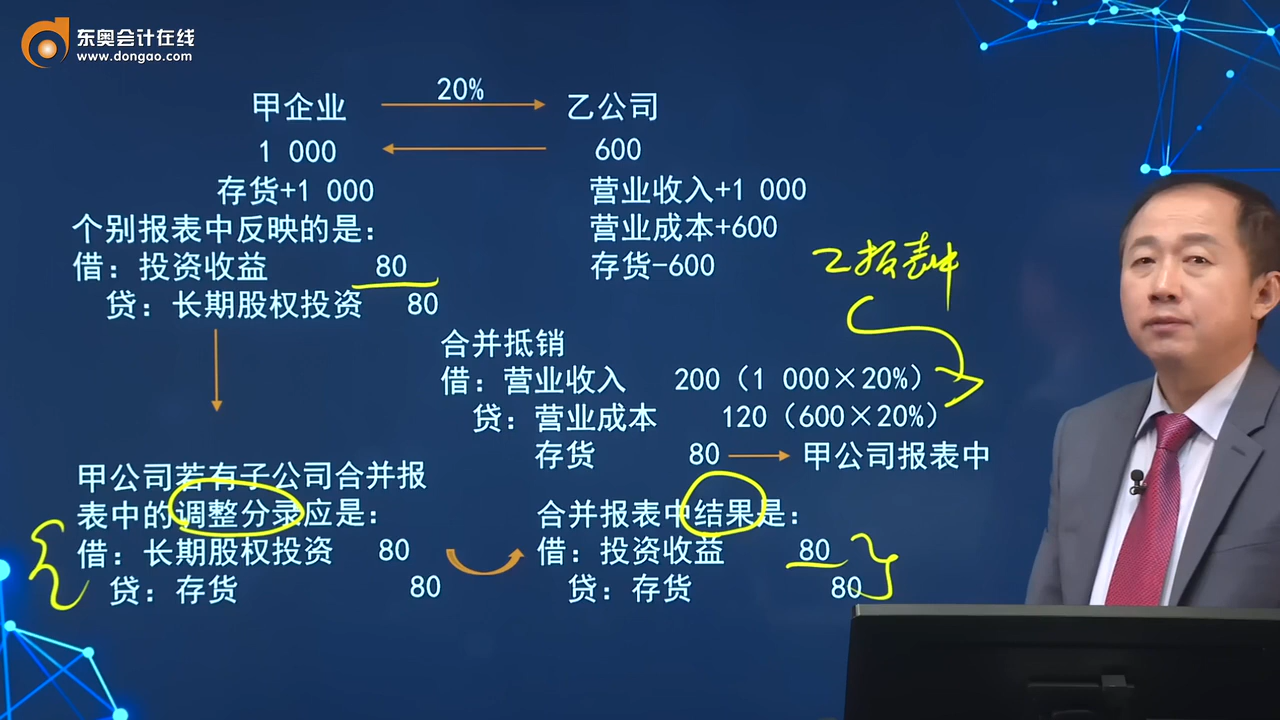 东奥会计在线
www.dongao.com
甲企业 20% 乙公司
1 000 600
存货+1 000 营业收入+1 000
个别报表中反映的是: 营业成本+600
借: 投资收益 80 存货-600
乙报表中
贷: 长期股权投资 80
合并抵销
借: 营业收入 200 (1 000×20%)
贷: 营业成本 120 (600×20%)
存货 80 甲公司报表中
甲公司若有子公司合并报
表中的调整分录应是:
借: 长期股权投资 80
贷: 存货 80
合并报表中结果是:
借: 投资收益 80
贷: 存货 80